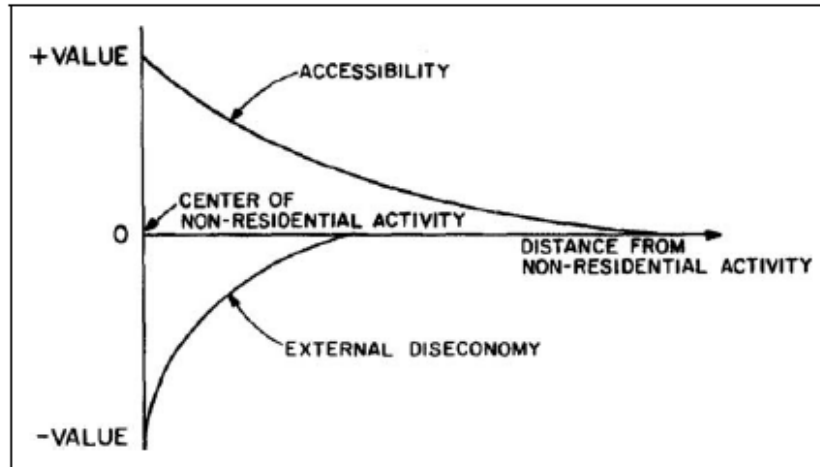 +VALUE
ACCESSIBILITY
CENTER OF
NON-RESIDENTIAL ACTIVITY
0
DISTANCE FROM
NON-RESIDENTIAL ACTIVITY
EXTERNAL DISECONOMY
-VALUE